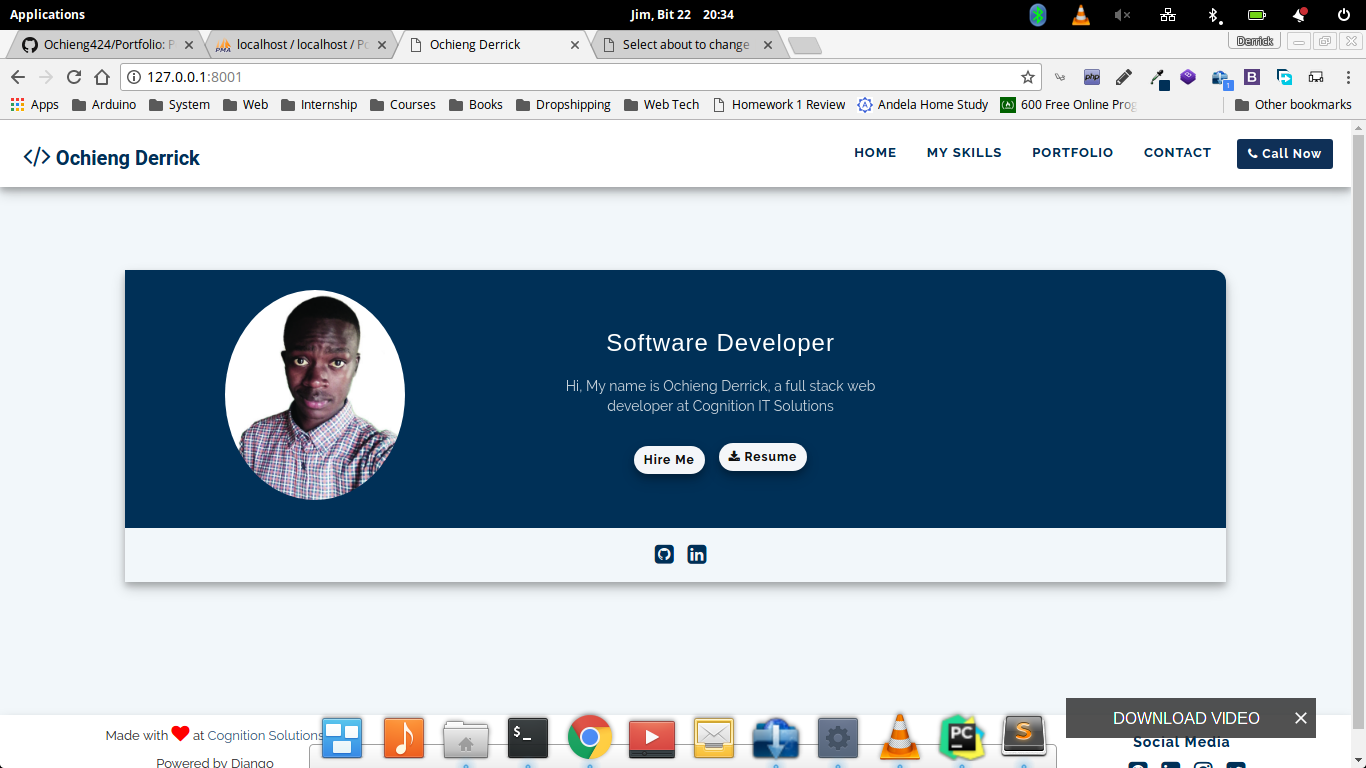 Applications
Jim, Bit 22 20:34
Ochieng424/Portfolio: P
localhost / localhost / Po
Ochieng Derrick
Select about to change
Derrick
127.0.0.1:8001
php
B
1
Apps
Arduino
System
Web
Internship
Courses
Books
Dropshipping
Web Tech
Homework 1 Review
Andela Home Study
600 Free Online Prog
Other bookmarks
</> Ochieng Derrick
HOME
MY SKILLS
PORTFOLIO
CONTACT
Call Now
Software Developer
Hi, My name is Ochieng Derrick, a full stack web
developer at Cognition IT Solutions
Hire Me
Resume
in
DOWNLOAD VIDEO
Made with
at Cognition Solutions
Social Media
Powered by Django
$_
PC
S